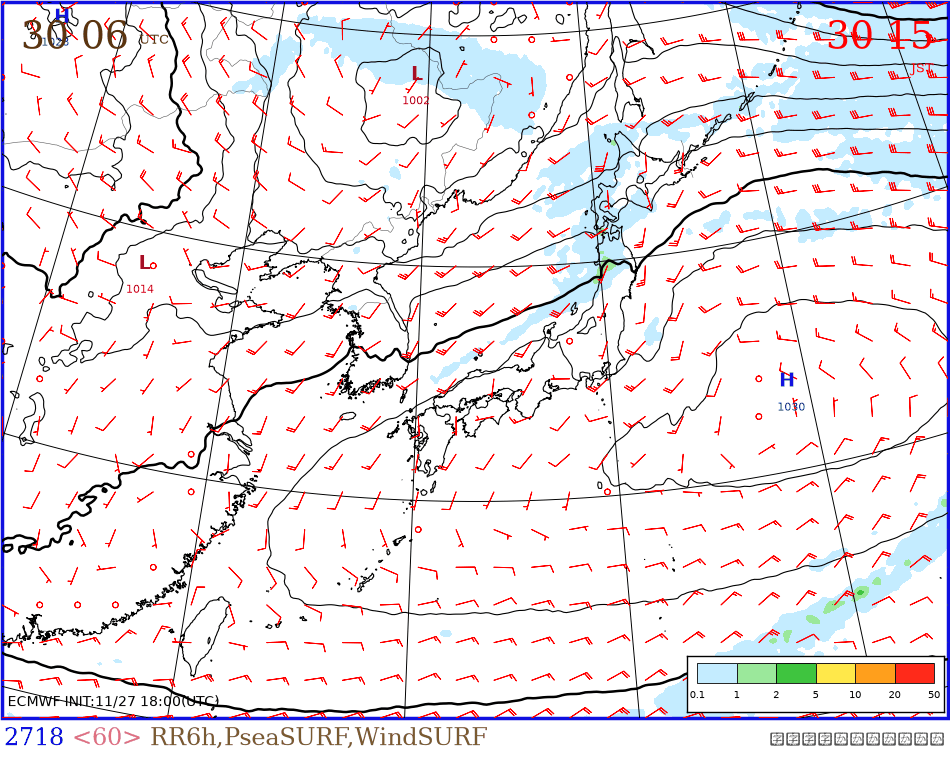 30 06 UTC
H
1028
30 15
JST
L
1002
L
L
1014
H
1030
0.1 1 2 5 10 20 50
ECMWF INIT:11/27 18:00(UTC)
2718 <60> RR6h,PseaSURF,WindSURF